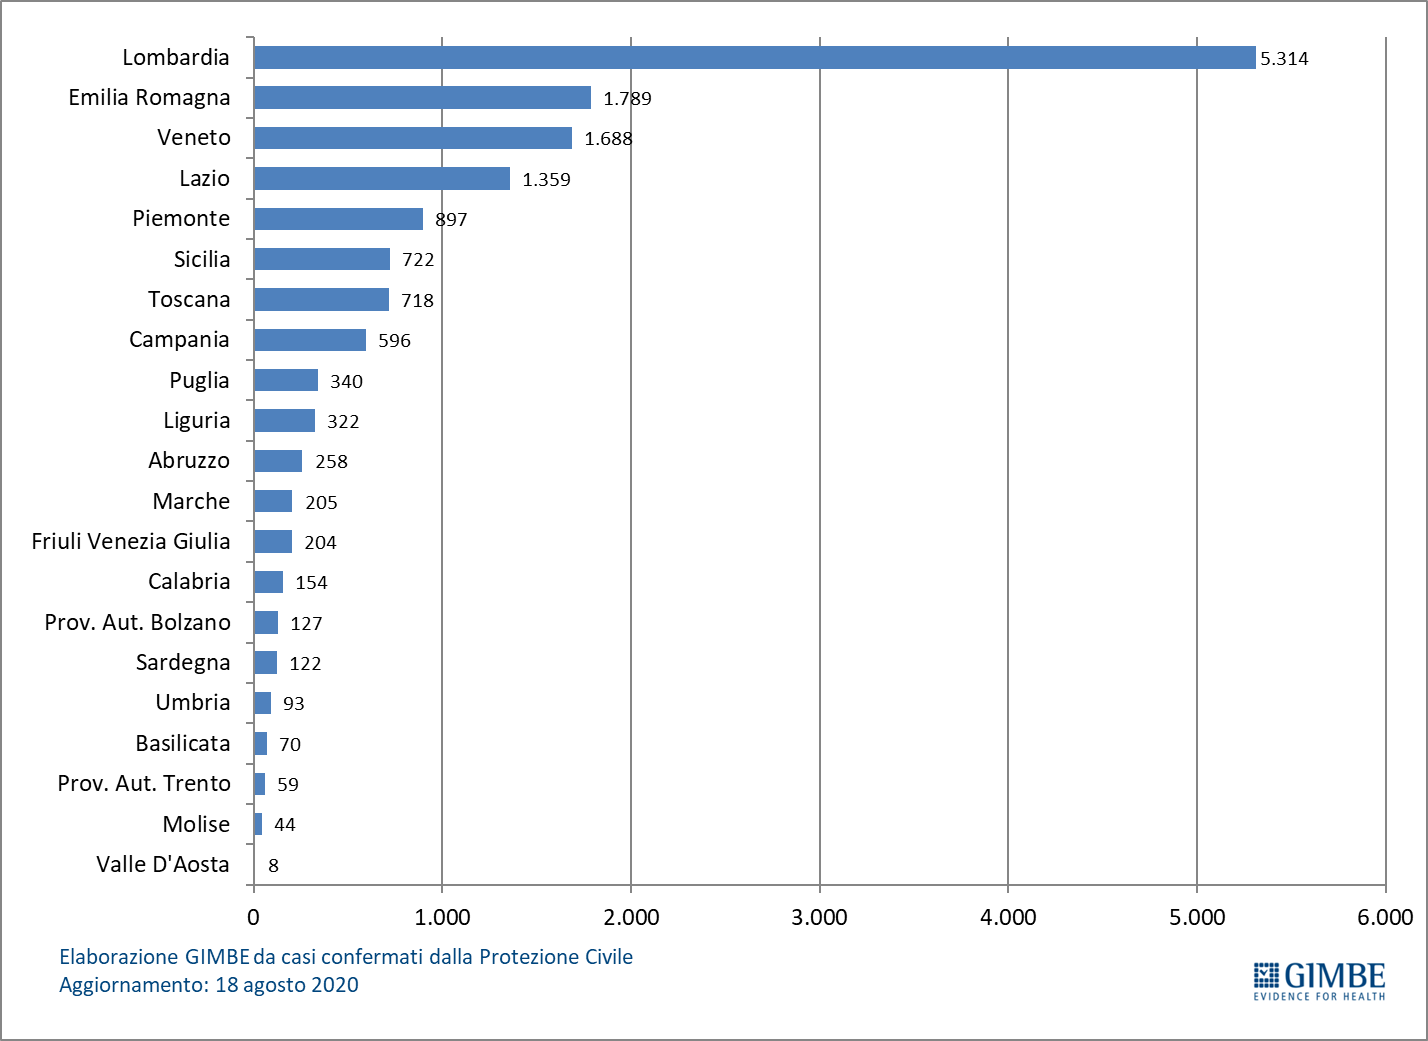 Lombardia 5.314
Emilia Romagna 1.789
Veneto 1.688
Lazio 1.359
Piemonte 897
Sicilia 722
Toscana 718
Campania 596
Puglia 340
Liguria 322
Abruzzo 258
Marche 205
Friuli Venezia Giulia 204
Calabria 154
Prov. Aut. Bolzano 127
Sardegna 122
Umbria 93
Basilicata 70
Prov. Aut. Trento 59
Molise 44
Valle D'Aosta 8
0 1.000 2.000 3.000 4.000 5.000 6.000
Elaborazione GIMBE da casi confermati dalla Protezione Civile
Aggiornamento: 18 agosto 2020
GIMBE
EVIDENCE FOR HEALTH